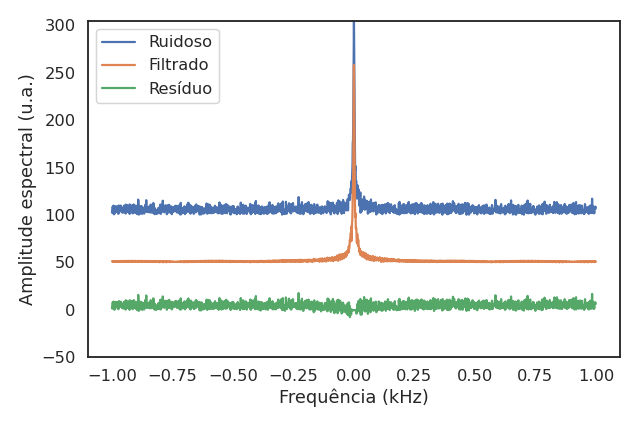 300
250
200
150
100
50
0
−50
Amplitude espectral (u.a.)
Ruidoso
Filtrado
Resíduo
−1.00 −0.75 −0.50 −0.25 0.00 0.25 0.50 0.75 1.00
Frequência (kHz)